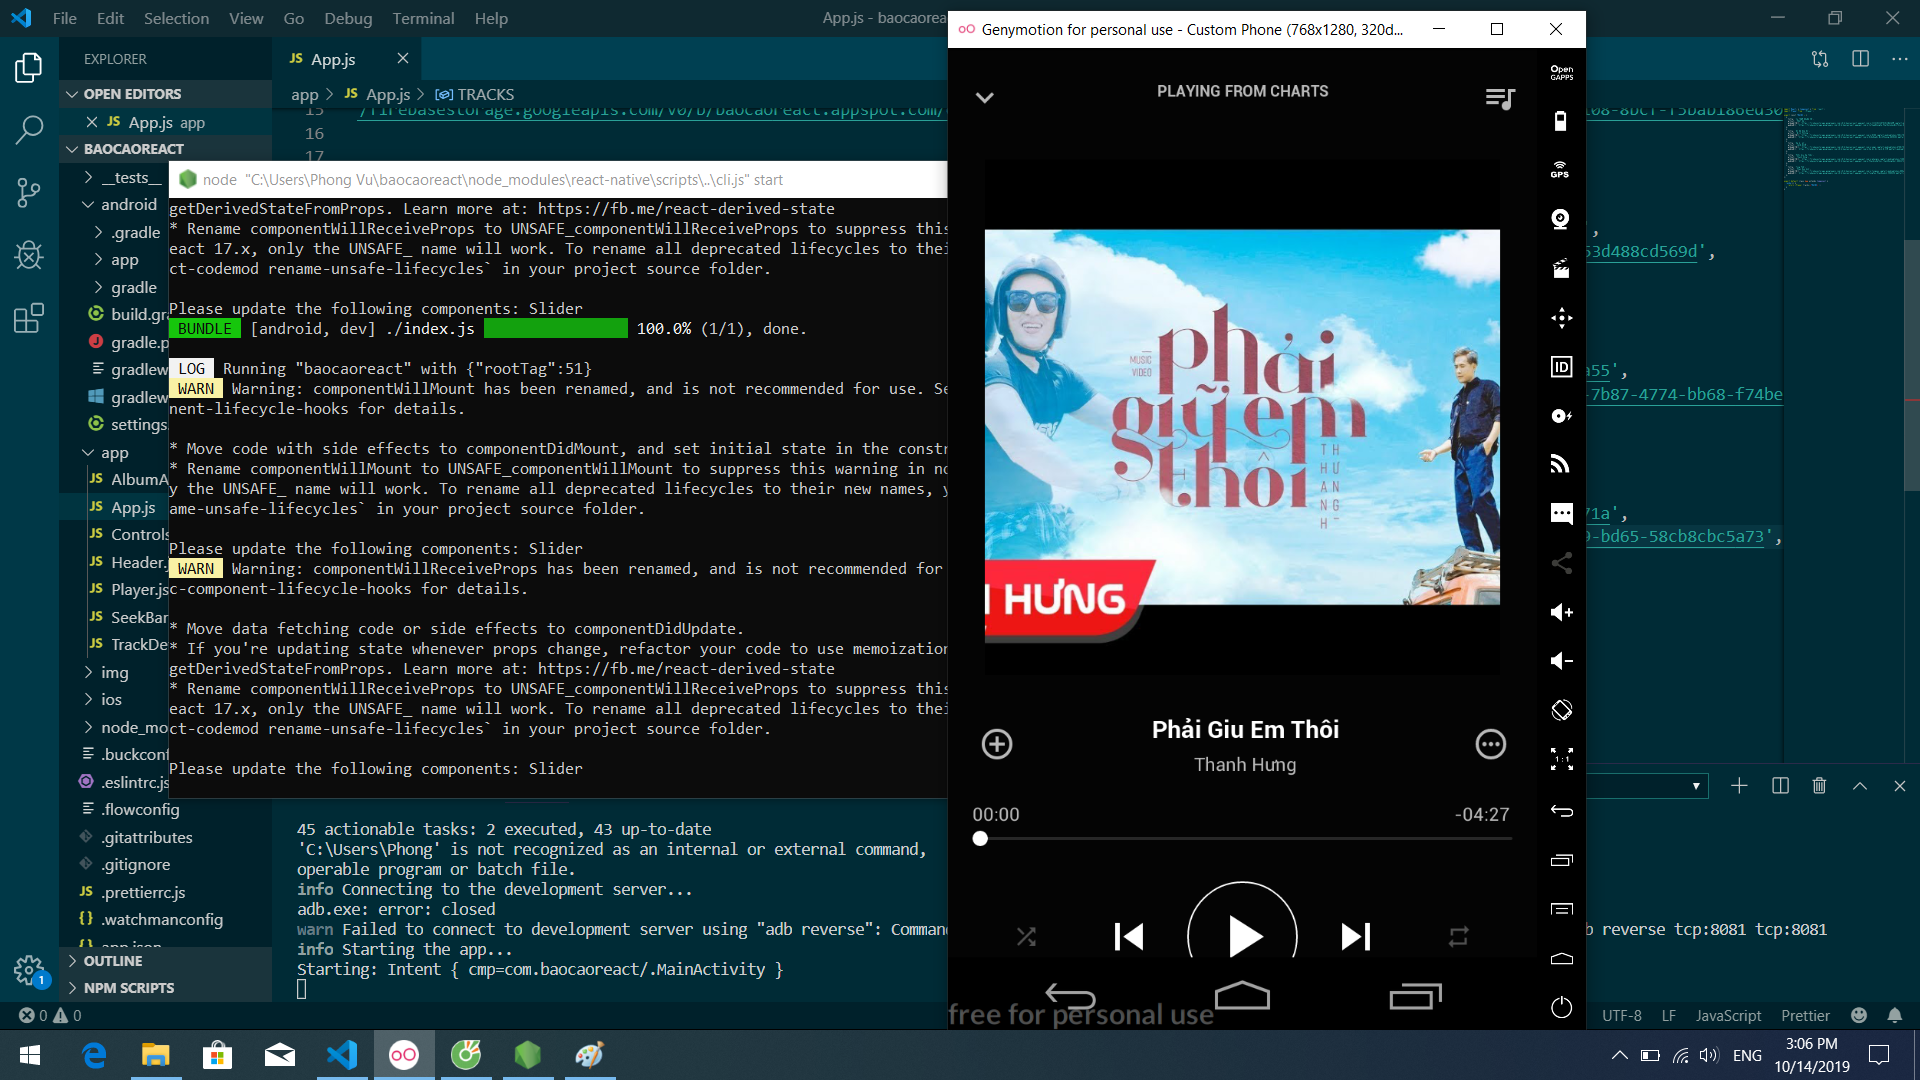 File Edit Selection View Go Debug Terminal Help
App.js - baocaorea
EXPLORER
JS App.js
OPEN EDITORS
JS App.js app
BAOCAOREACT
__tests__
android
.gradle
app
gradle
build.gr
gradle.p
gradlew
gradlew
settings
app
JS AlbumA
JS App.js
JS Controls
JS Header.
JS Player.js
JS SeekBar
JS TrackDe
img
ios
node_mo
.buckconf
.eslintrc.js
.flowconfig
.gitattributes
.gitignore
JS .prettierrc.js
{} .watchmanconfig
{} app.json
OUTLINE
NPM SCRIPTS
app > JS App.js > TRACKS
15 /firebasestorage.googleapis.com/v0/b/baocaoreact.appspot.com/
16
17
node "C:\Users\Phong Vu\baocaoreact\node_modules\react-native\scripts\..\cli.js" start
getDerivedStateFromProps. Learn more at: https://fb.me/react-derived-state
* Rename componentWillReceiveProps to UNSAFE_componentWillReceiveProps to suppress this
eact 17.x, only the UNSAFE_ name will work. To rename all deprecated lifecycles to thei
ct-codemod rename-unsafe-lifecycles` in your project source folder.
Please update the following components: Slider
BUNDLE [android, dev] ./index.js 100.0% (1/1), done.
LOG Running "baocaoreact" with {"rootTag":51}
WARN Warning: componentWillMount has been renamed, and is not recommended for use. Se
nent-lifecycle-hooks for details.
* Move code with side effects to componentDidMount, and set initial state in the constr
* Rename componentWillMount to UNSAFE_componentWillMount to suppress this warning in no
y the UNSAFE_ name will work. To rename all deprecated lifecycles to their new names, y
ame-unsafe-lifecycles` in your project source folder.
Please update the following components: Slider
WARN Warning: componentWillReceiveProps has been renamed, and is not recommended for
c-component-lifecycle-hooks for details.
* Move data fetching code or side effects to componentDidUpdate.
* If you're updating state whenever props change, refactor your code to use memoization
getDerivedStateFromProps. Learn more at: https://fb.me/react-derived-state
* Rename componentWillReceiveProps to UNSAFE_componentWillReceiveProps to suppress this
eact 17.x, only the UNSAFE_ name will work. To rename all deprecated lifecycles to thei
ct-codemod rename-unsafe-lifecycles` in your project source folder.
Please update the following components: Slider
45 actionable tasks: 2 executed, 43 up-to-date
'C:\Users\Phong' is not recognized as an internal or external command,
operable program or batch file.
info Connecting to the development server...
adb.exe: error: closed
warn Failed to connect to development server using "adb reverse": Comman
info Starting the app...
Starting: Intent { cmp=com.baocaoreact/.MainActivity }
Genymotion for personal use - Custom Phone (768x1280, 320d...
PLAYING FROM CHARTS
MUSIC
VIDEO
phải
giữ em
thôi
THANH HƯNG
HƯNG
Phải Giu Em Thôi
Thanh Hưng
00:00 -04:27
free for personal use
Open
GAPPS
GPS
ID
1:1
53d488cd569d',
a55',
-7b87-4774-bb68-f74be
71a',
9-bd65-58cb8cbc5a73',
b reverse tcp:8081 tcp:8081
0 0
UTF-8 LF JavaScript Prettier
1
ENG
3:06 PM
10/14/2019